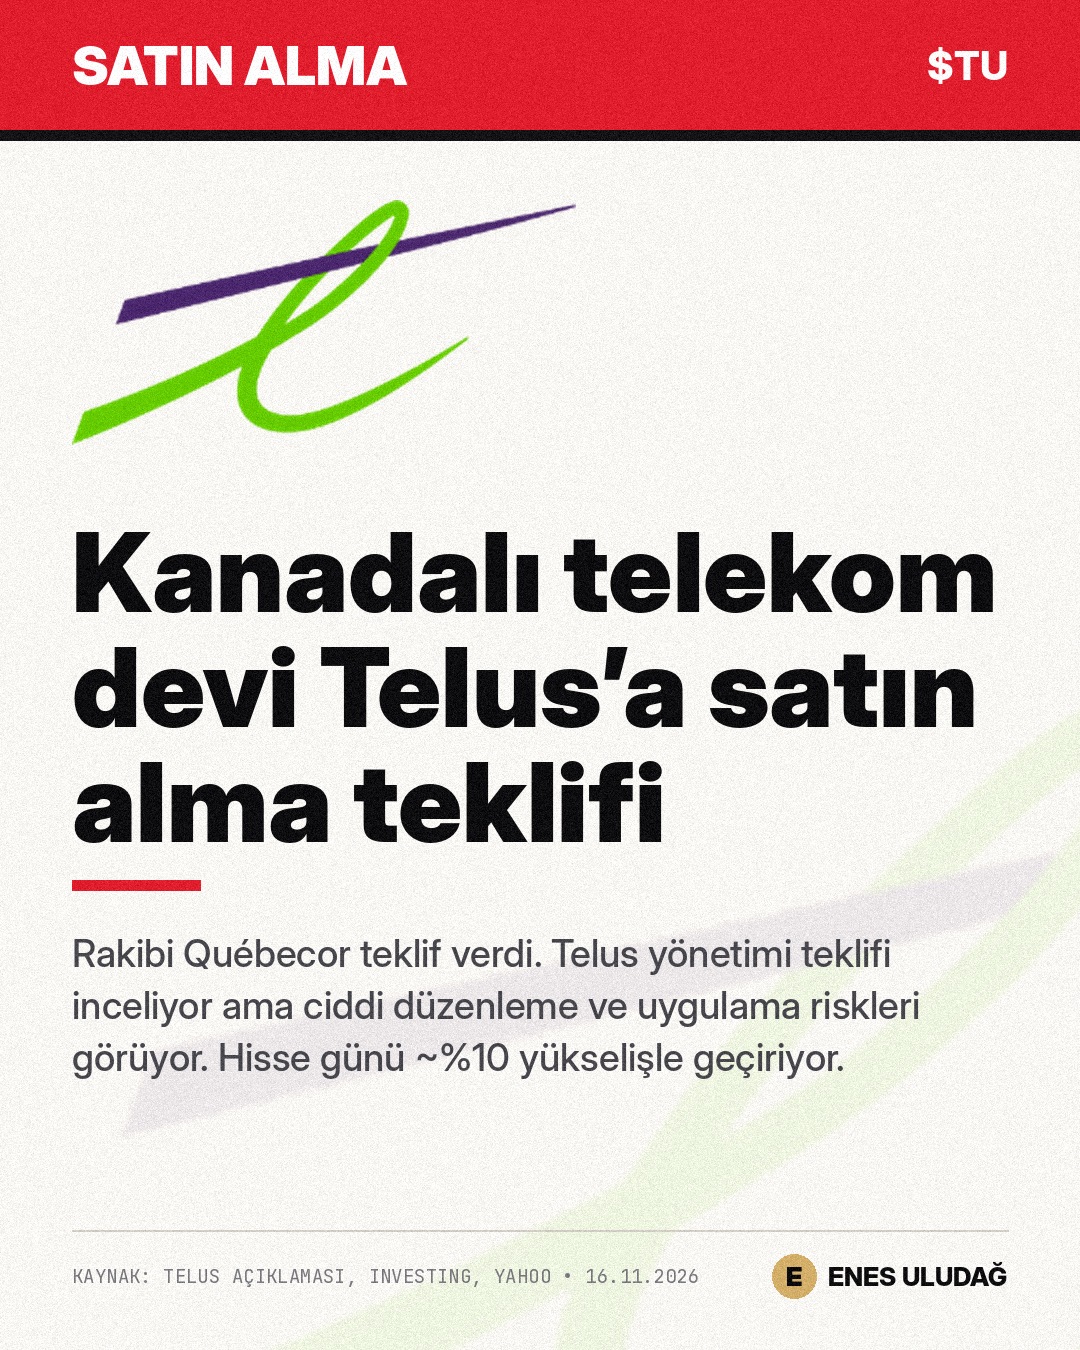 SATIN ALMA
$TU
Kanadalı telekom
devi Telus’a satın
alma teklifi
Rakibi Québecor teklif verdi. Telus yönetimi teklifi
inceliyor ama ciddi düzenleme ve uygulama riskleri
görüyor. Hisse günü ~%10 yükselişle geçiriyor.
KAYNAK: TELUS AÇIKLAMASI, INVESTING, YAHOO • 16.11.2026
E ENES ULUDAĞ